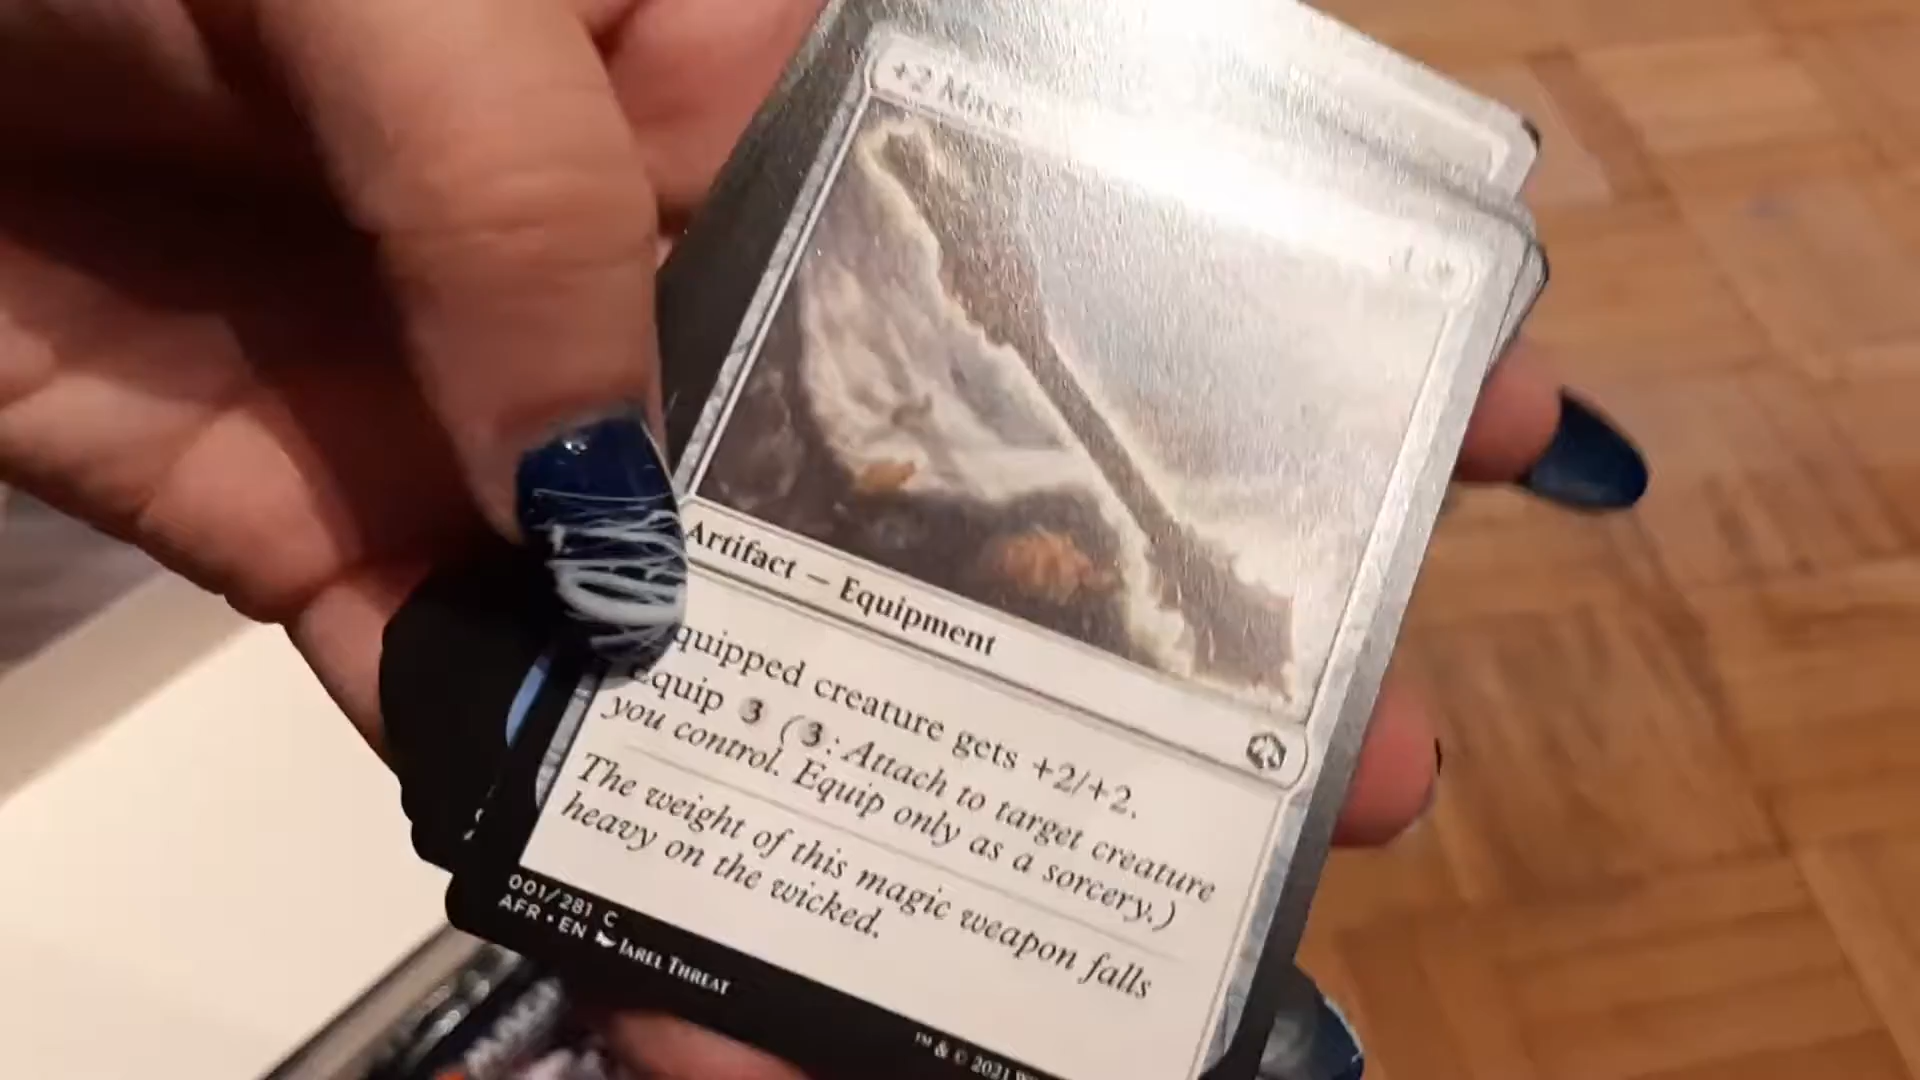 +2 Mace
Artifact — Equipment
quipped creature gets +2/+2.
Equip 3 (3: Attach to target creature
you control. Equip only as a sorcery.)
The weight of this magic weapon falls
heavy on the wicked.
001/281 C
AFR • EN JAREL THREAT
™ & © 2021 W